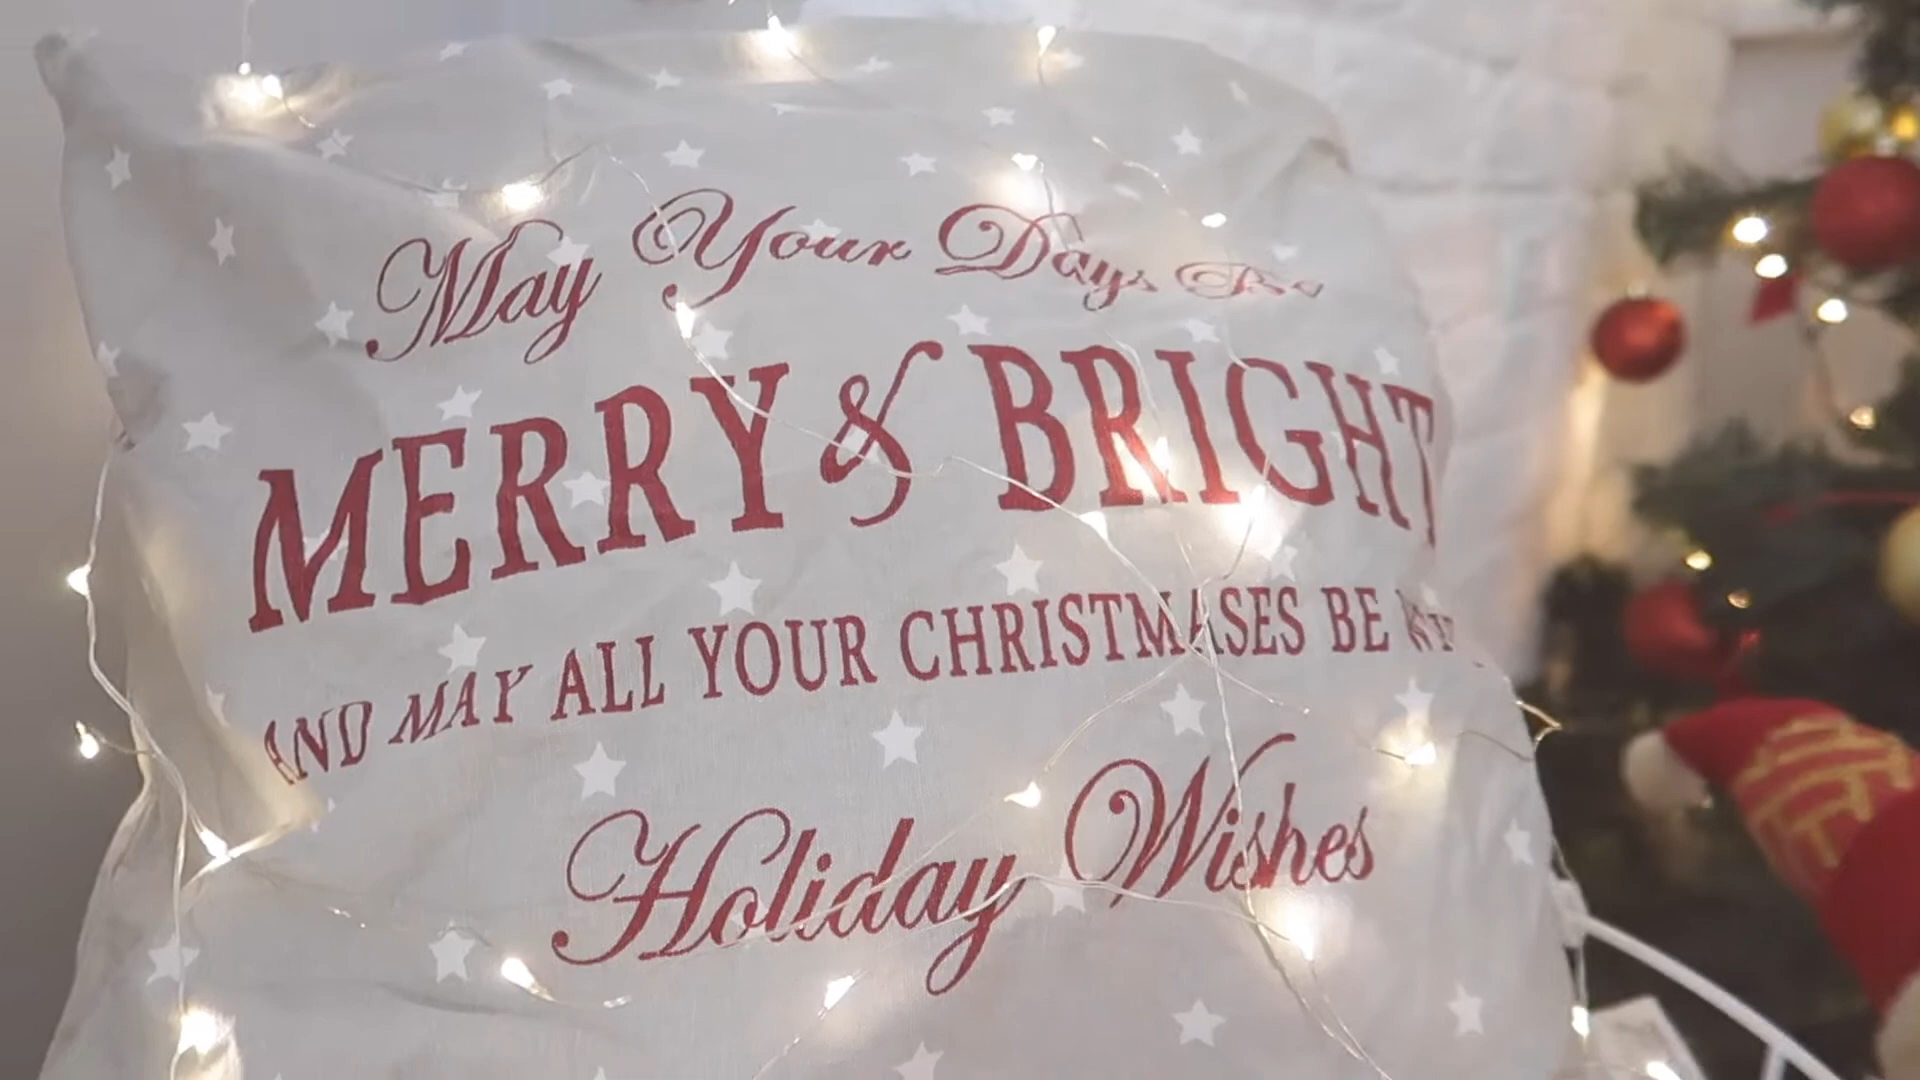 May Your Days Be
MERRY & BRIGHT
AND MAY ALL YOUR CHRISTMASES BE
Holiday Wishes